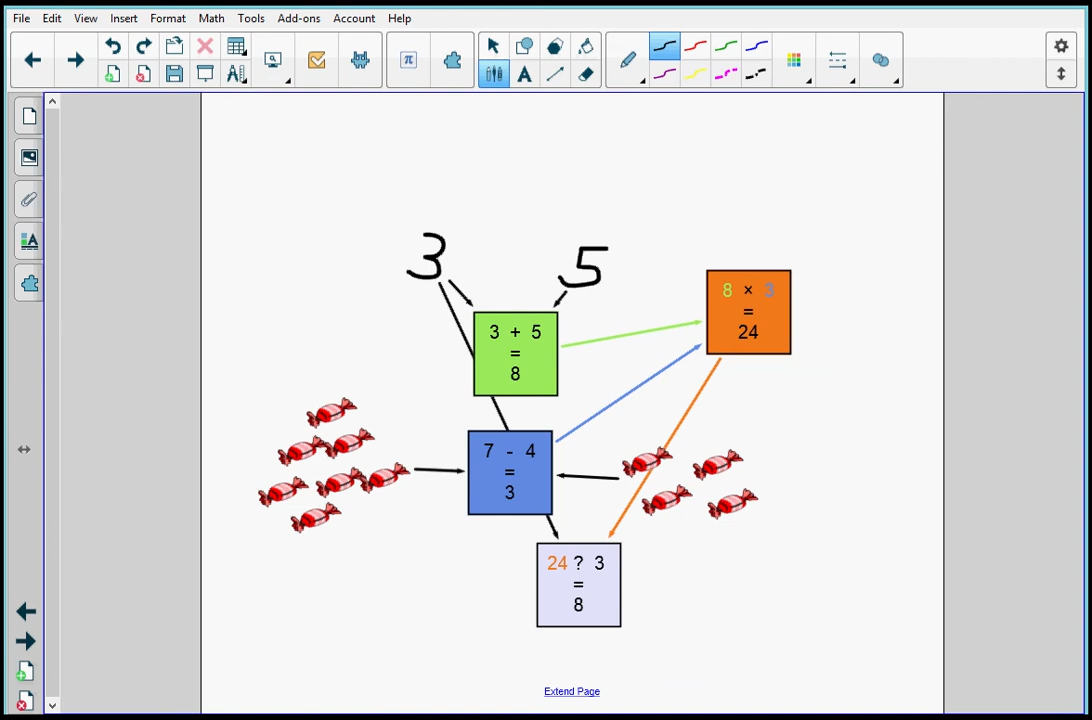 File Edit View Insert Format Math Tools Add-ons Account Help
π
A
A
3 5
3 + 5
=
8
8 × 3
=
24
7 - 4
=
3
24 ? 3
=
8
Extend Page